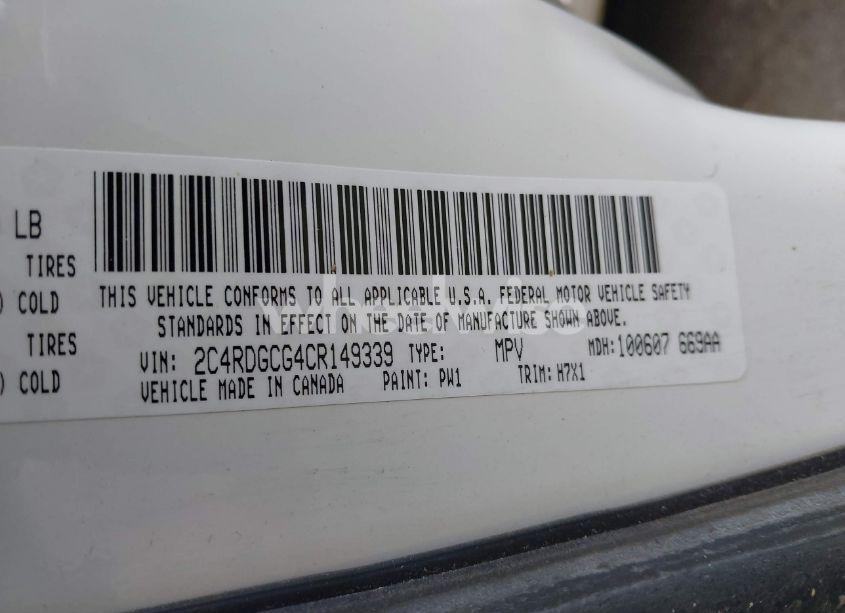 LB
TIRES
) COLD
TIRES
) COLD
THIS VEHICLE CONFORMS TO ALL APPLICABLE U.S.A. FEDERAL MOTOR VEHICLE SAFETY
STANDARDS IN EFFECT ON THE DATE OF MANUFACTURE SHOWN ABOVE.
VIN: 2C4RDGCG4CR149339 TYPE: MPV MDH:100607 669AA
VEHICLE MADE IN CANADA PAINT: PW1 TRIM: H7X1